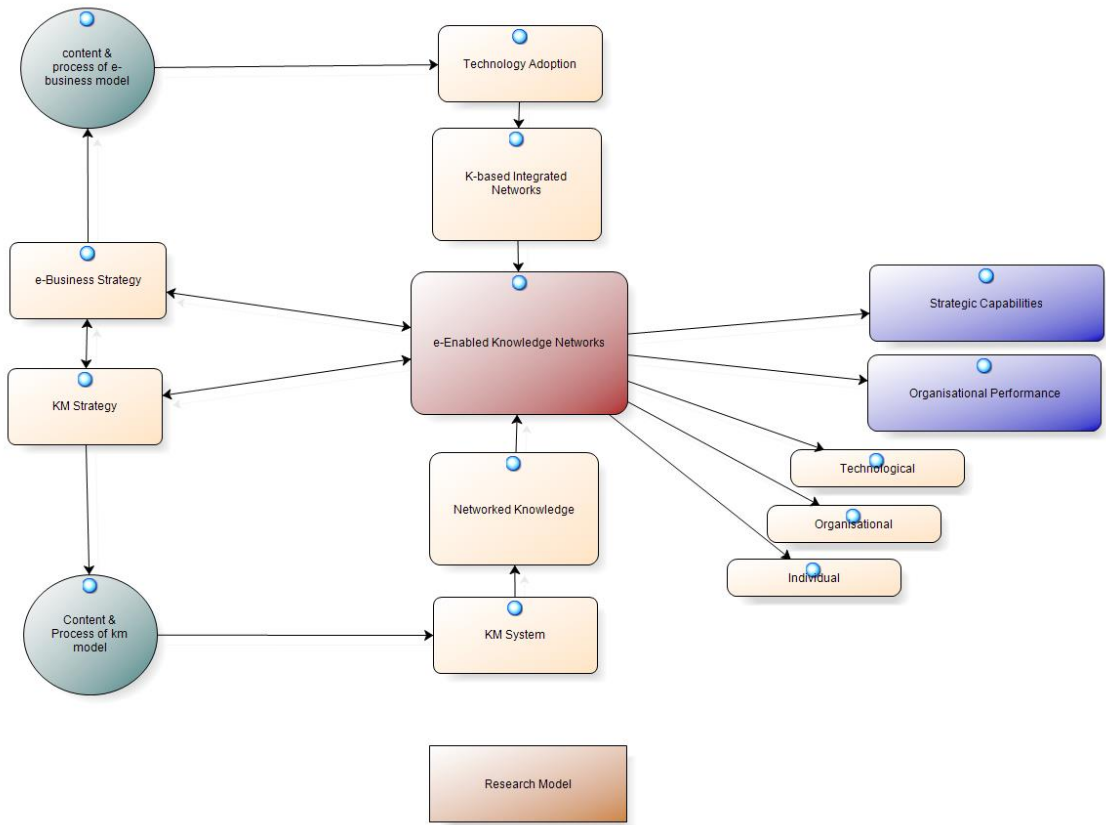 content &
process of e-
business model
Technology Adoption
K-based Integrated
Networks
e-Business Strategy
e-Enabled Knowledge Networks
Strategic Capabilities
KM Strategy
Organisational Performance
Technological
Networked Knowledge
Organisational
Individual
Content &
Process of km
model
KM System
Research Model